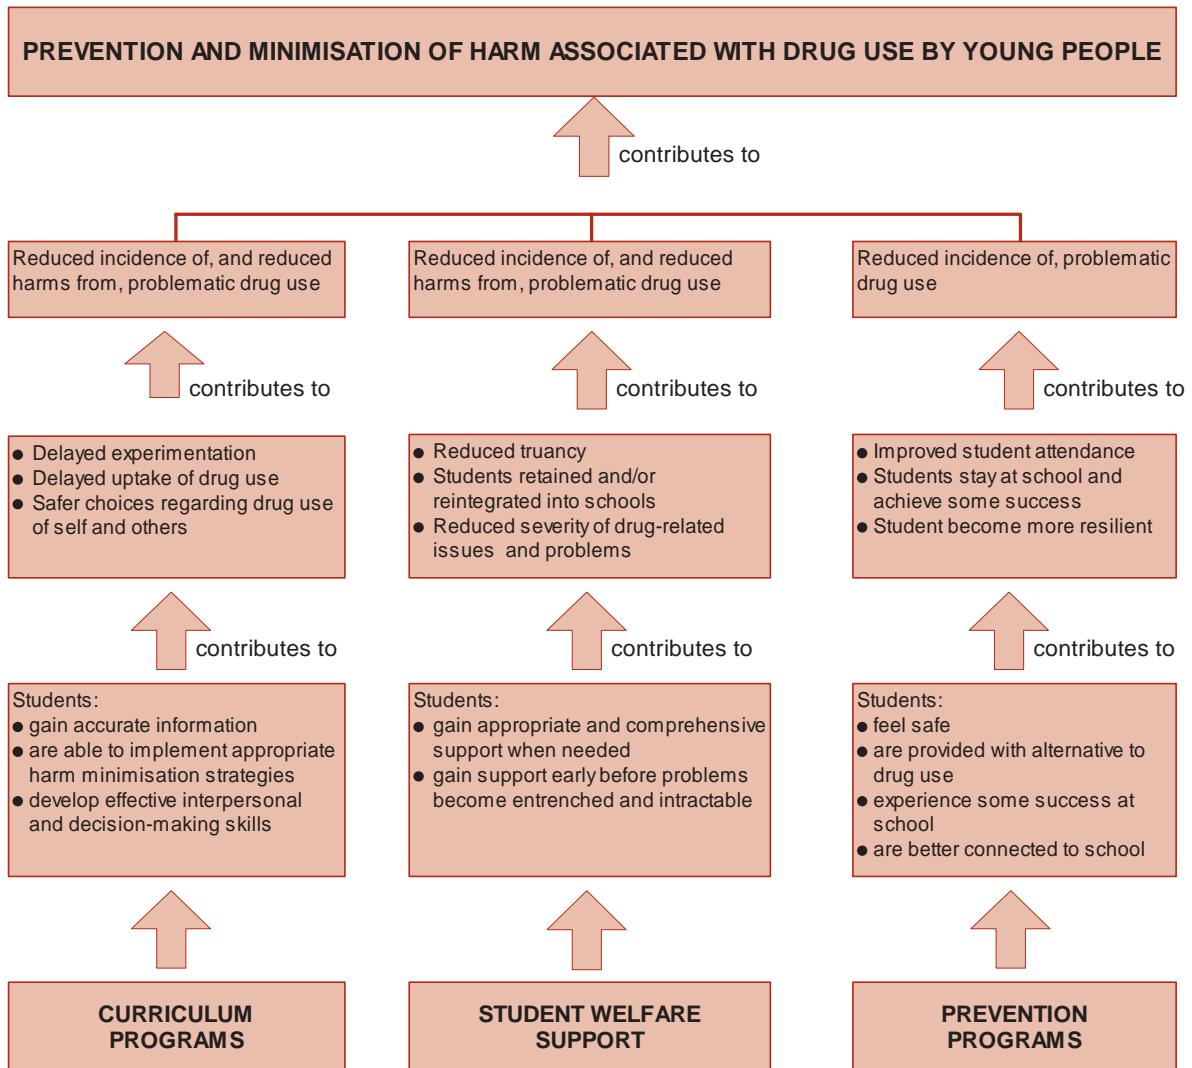 PREVENTION AND MINIMISATION OF HARM ASSOCIATED WITH DRUG USE BY YOUNG PEOPLE
contributes to
Reduced incidence of, and reduced
harms from, problematic drug use
Reduced incidence of, and reduced
harms from, problematic drug use
Reduced incidence of, problematic
drug use
contributes to
contributes to
contributes to
● Delayed experimentation
● Delayed uptake of drug use
● Safer choices regarding drug use
of self and others
● Reduced truancy
● Students retained and/or
reintegrated into schools
● Reduced severity of drug-related
issues and problems
● Improved student attendance
● Students stay at school and
achieve some success
● Student become more resilient
contributes to
contributes to
contributes to
Students:
● gain accurate information
● are able to implement appropriate
harm minimisation strategies
● develop effective interpersonal
and decision-making skills
Students:
● gain appropriate and comprehensive
support when needed
● gain support early before problems
become entrenched and intractable
Students:
● feel safe
● are provided with alternative to
drug use
● experience some success at
school
● are better connected to school
CURRICULUM
PROGRAMS
STUDENT WELFARE
SUPPORT
PREVENTION
PROGRAMS